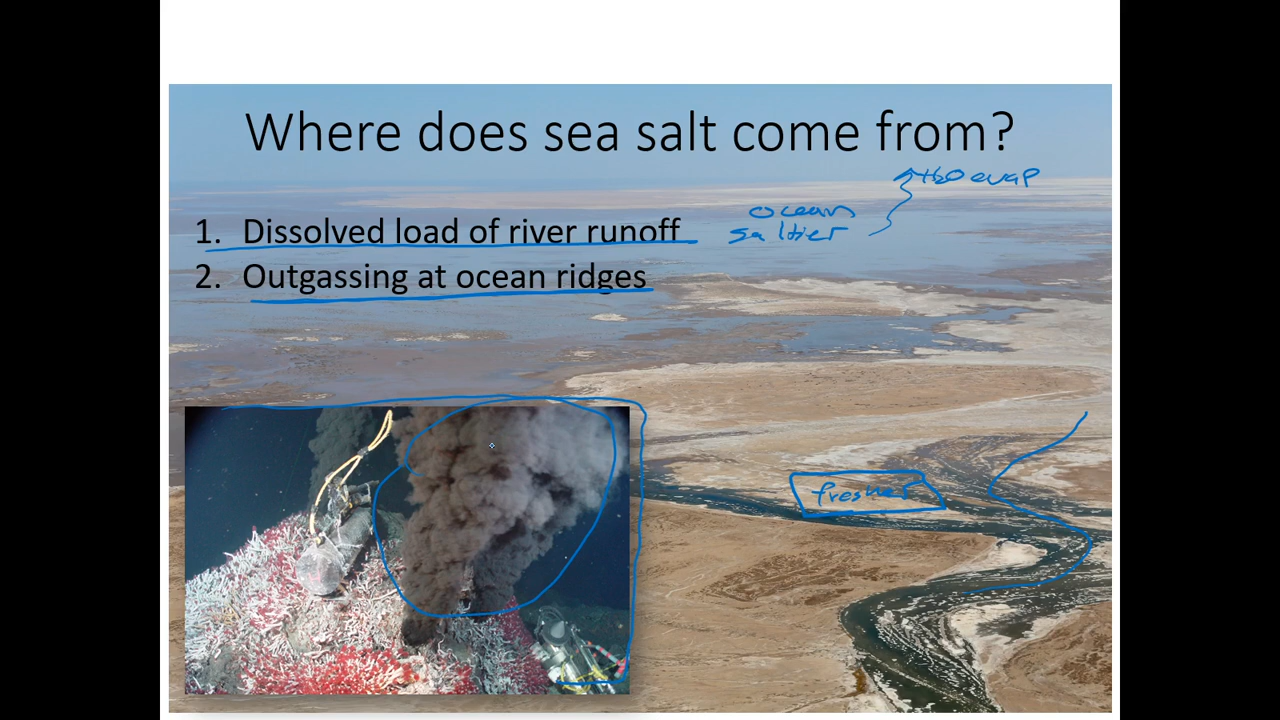 Where does sea salt come from?
H2O evap
ocean
saltier
1. Dissolved load of river runoff
2. Outgassing at ocean ridges
fresher